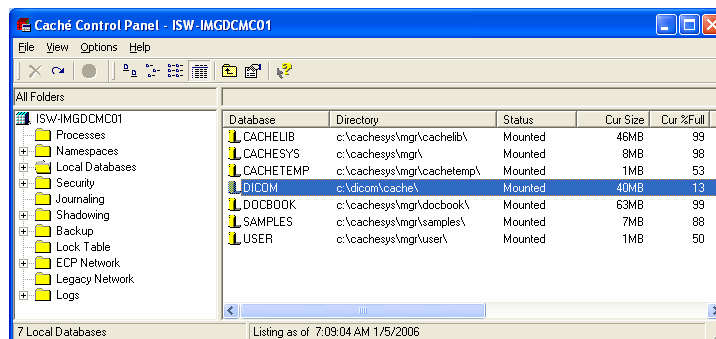 Caché Control Panel - ISW-IMGDCMC01
File View Options Help
All Folders
ISW-IMGDCMC01
Processes
Namespaces
Local Databases
Security
Journaling
Shadowing
Backup
Lock Table
ECP Network
Legacy Network
Logs
Database Directory Status Cur Size Cur %Full
CACHELIB c:\cachesys\mgr\cachelib\ Mounted 46MB 99
CACHESYS c:\cachesys\mgr\ Mounted 8MB 98
CACHETEMP c:\cachesys\mgr\cachetemp\ Mounted 1MB 53
DICOM c:\dicom\cache\ Mounted 40MB 13
DOCBOOK c:\cachesys\mgr\docbook\ Mounted 63MB 99
SAMPLES c:\cachesys\mgr\samples\ Mounted 7MB 88
USER c:\cachesys\mgr\user\ Mounted 1MB 50
7 Local Databases Listing as of 7:09:04 AM 1/5/2006